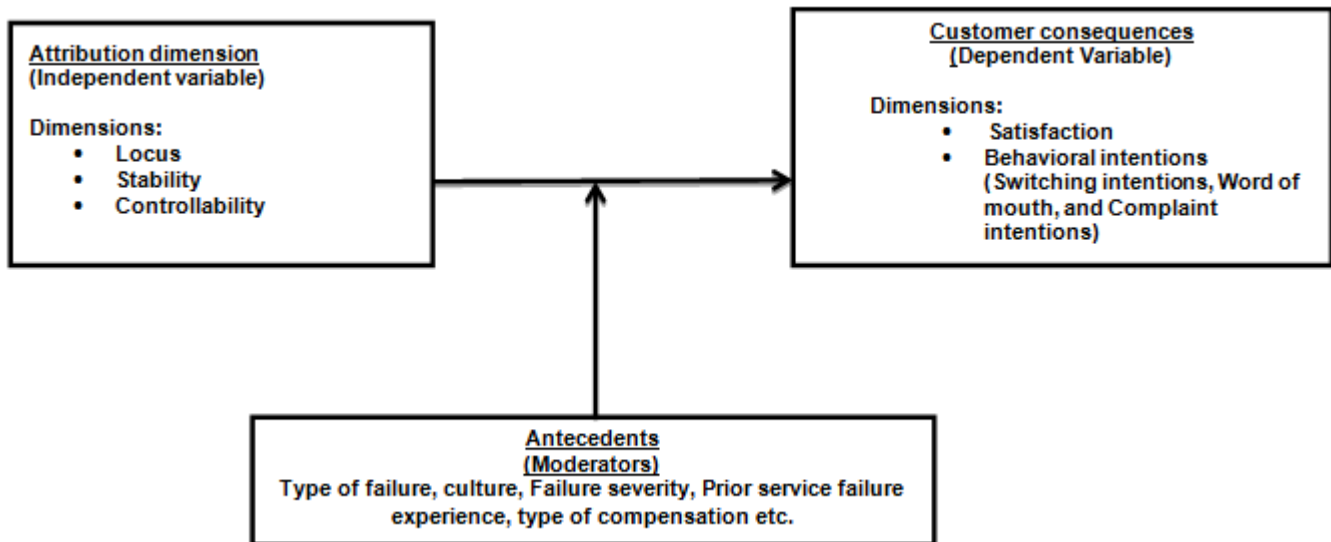 Attribution dimension
(Independent variable)
Dimensions:
• Locus
• Stability
• Controllability
Customer consequences
(Dependent Variable)
Dimensions:
• Satisfaction
• Behavioral intentions
(Switching intentions, Word of
mouth, and Complaint
intentions)
Antecedents
(Moderators)
Type of failure, culture, Failure severity, Prior service failure
experience, type of compensation etc.